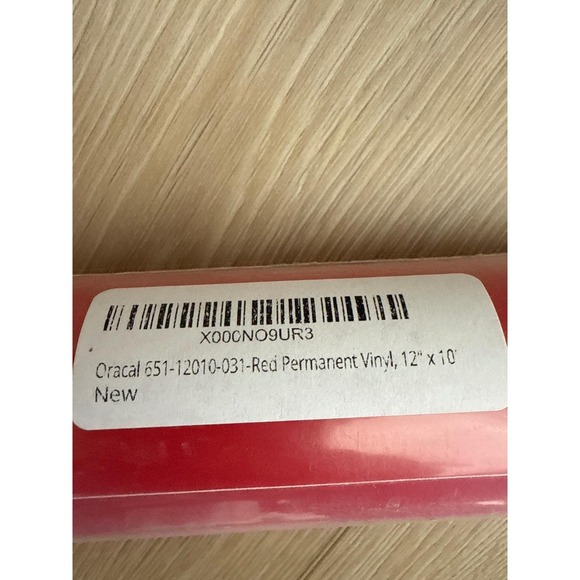 X000NO9UR3
Oracal 651-12010-031-Red Permanent Vinyl, 12" x 10'
New